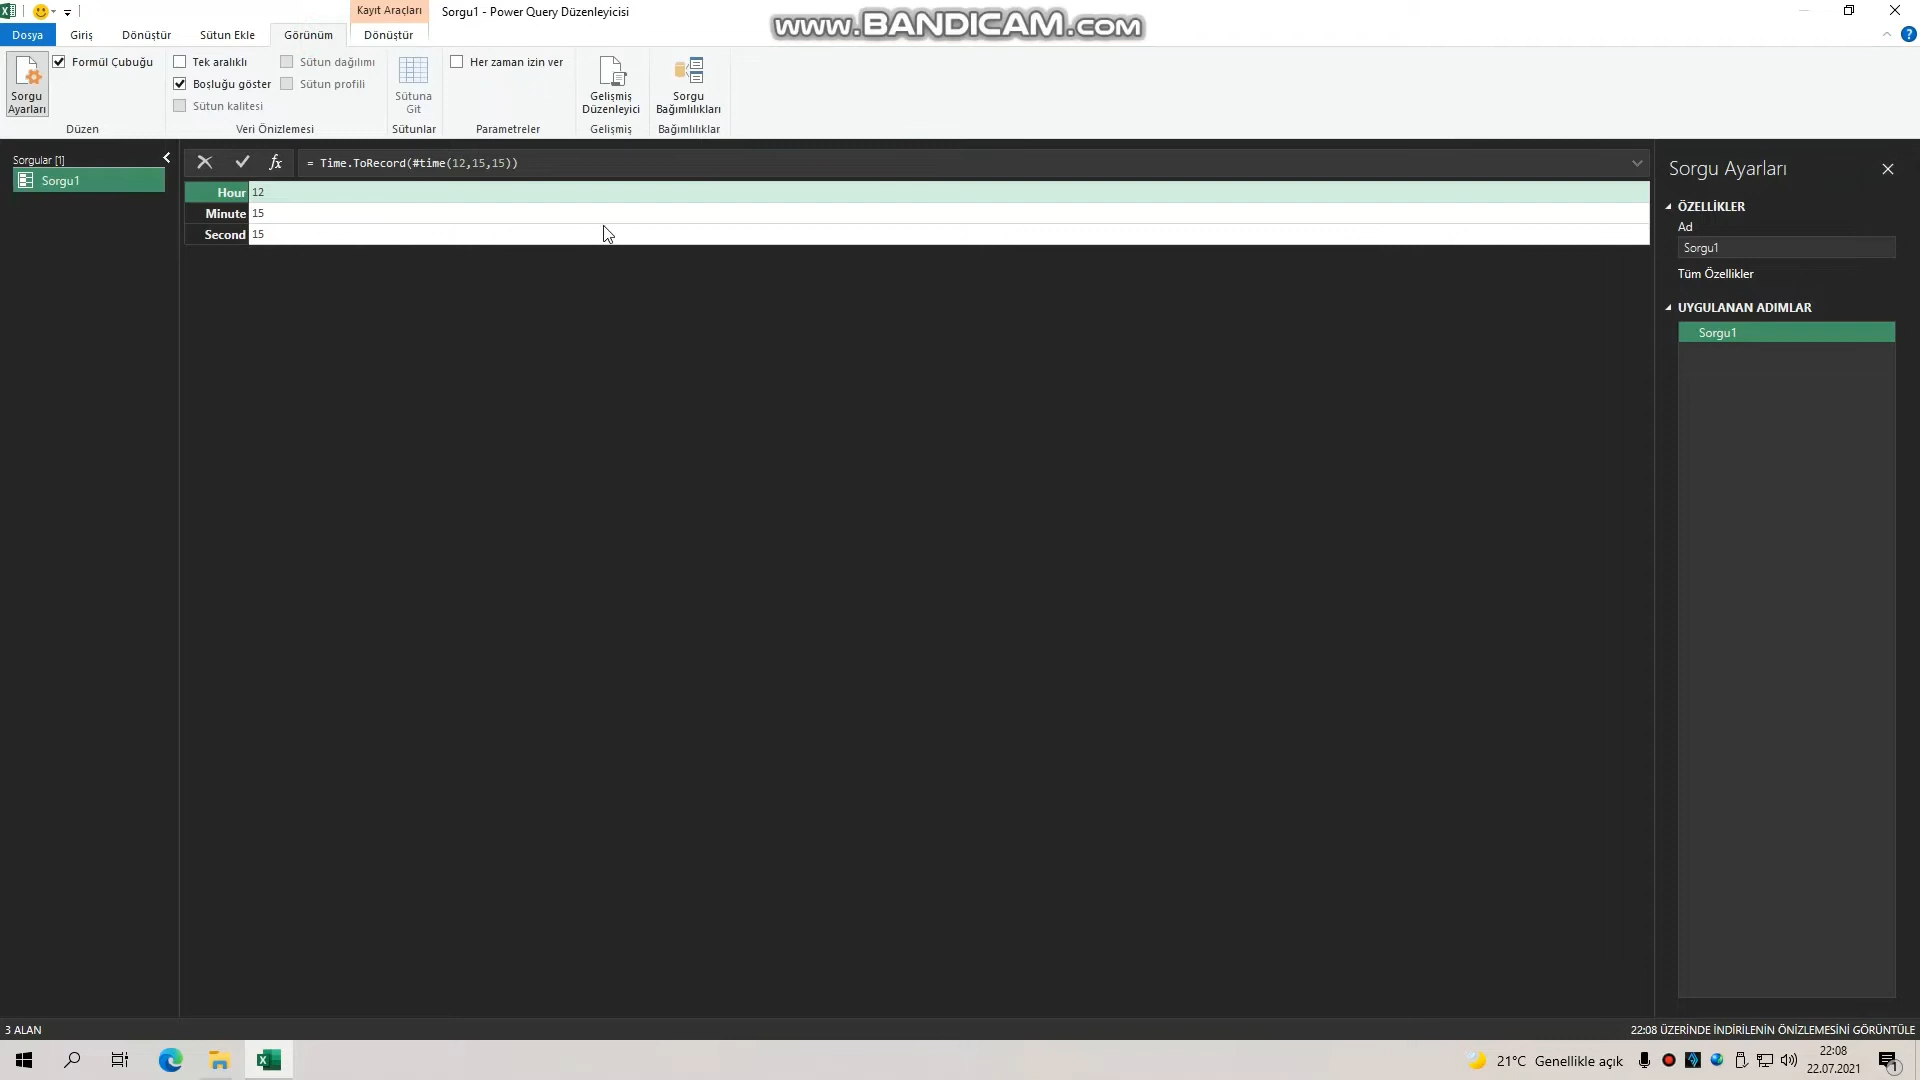 Kayıt Araçları
Sorgu1 - Power Query Düzenleyicisi
www.BANDICAM.com
Dosya
Giriş
Dönüştür
Sütun Ekle
Görünüm
Dönüştür
Sorgu Ayarları
Formül Çubuğu
Düzen
Tek aralıklı
Boşluğu göster
Sütun kalitesi
Sütun dağılımı
Sütun profili
Veri Önizlemesi
Sütuna Git
Sütunlar
Her zaman izin ver
Parametreler
Gelişmiş Düzenleyici
Gelişmiş
Sorgu Bağımlılıkları
Bağımlılıklar
Sorgular [1]
Sorgu1
fx
= Time.ToRecord(#time(12,15,15))
Hour 12
Minute 15
Second 15
Sorgu Ayarları
ÖZELLİKLER
Ad
Sorgu1
Tüm Özellikler
UYGULANAN ADIMLAR
Sorgu1
3 ALAN
22:08 ÜZERİNDE İNDİRİLENİN ÖNİZLEMESİNİ GÖRÜNTÜLE
21°C Genellikle açık
22:08
22.07.2021
1